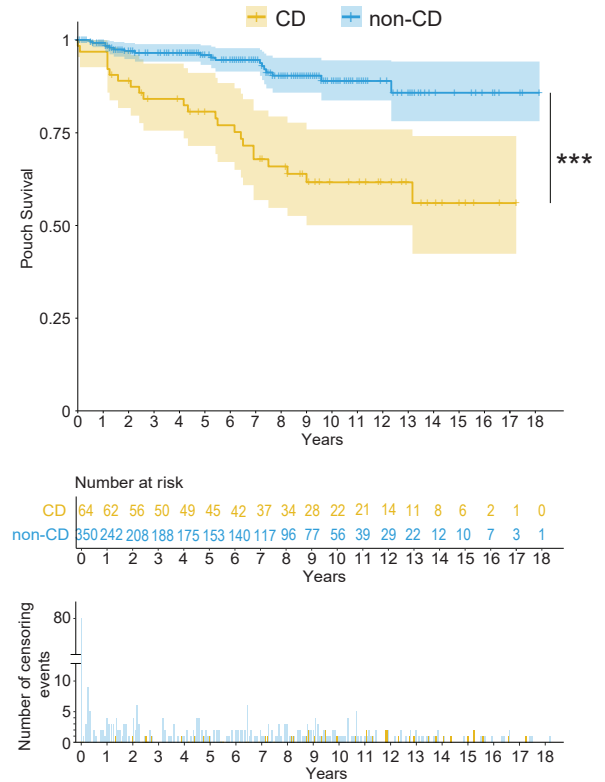 CD non-CD
1
0.75
0.50
0.25
0
Pouch Suvival
***
0 1 2 3 4 5 6 7 8 9 10 11 12 13 14 15 16 17 18
Years
Number at risk
CD 64 62 56 50 49 45 42 37 34 28 22 21 14 11 8 6 2 1 0
non-CD 350 242 208 188 175 153 140 117 96 77 56 39 29 22 12 10 7 3 1
0 1 2 3 4 5 6 7 8 9 10 11 12 13 14 15 16 17 18
Years
Number of censoring
events
80
10
5
0
0 1 2 3 4 5 6 7 8 9 10 11 12 13 14 15 16 17 18
Years